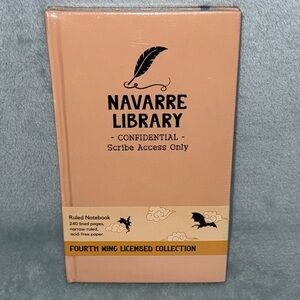 NAVARRE
LIBRARY
- CONFIDENTIAL -
Scribe Access Only
Ruled Notebook
240 lined pages,
narrow-ruled,
acid-free paper.
FOURTH WING LICENSED COLLECTION